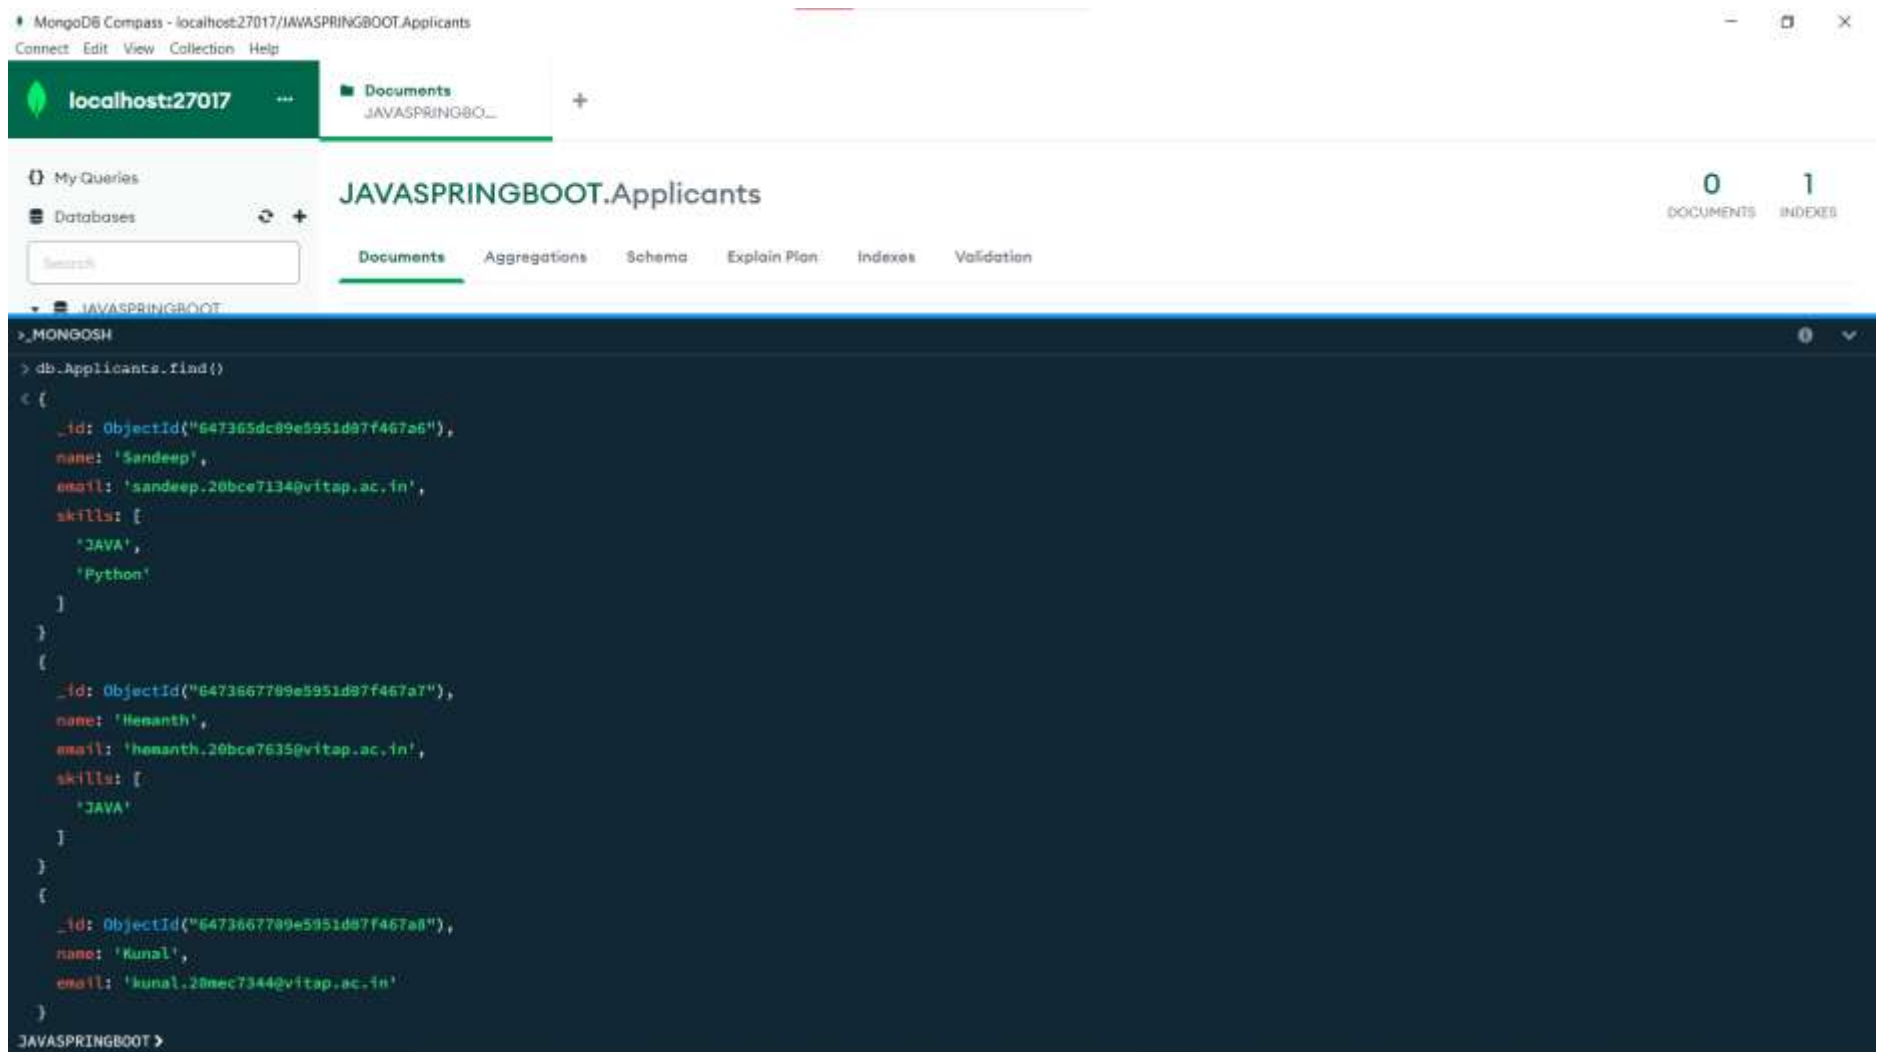 MongoDB Compass - localhost:27017/JAVASPRINGBOOT.Applicants
Connect Edit View Collection Help
localhost:27017 ...
Documents
JAVASPRINGBO...
+
My Queries
Databases
Search
JAVASPRINGBOOT
JAVASPRINGBOOT.Applicants
0 1
DOCUMENTS INDEXES
Documents Aggregations Schema Explain Plan Indexes Validation
>_MONGOSH
> db.Applicants.find()
< {
_id: ObjectId("647365dc09e5951d07f467a6"),
name: 'Sandeep',
email: 'sandeep.20bce7134@vitap.ac.in',
skills: [
'JAVA',
'Python'
]
}
{
_id: ObjectId("6473667709e5951d07f467a7"),
name: 'Hemanth',
email: 'hemanth.20bce7635@vitap.ac.in',
skills: [
'JAVA'
]
}
{
_id: ObjectId("6473667709e5951d07f467a8"),
name: 'Kunal',
email: 'kunal.20mec7344@vitap.ac.in'
}
JAVASPRINGBOOT>